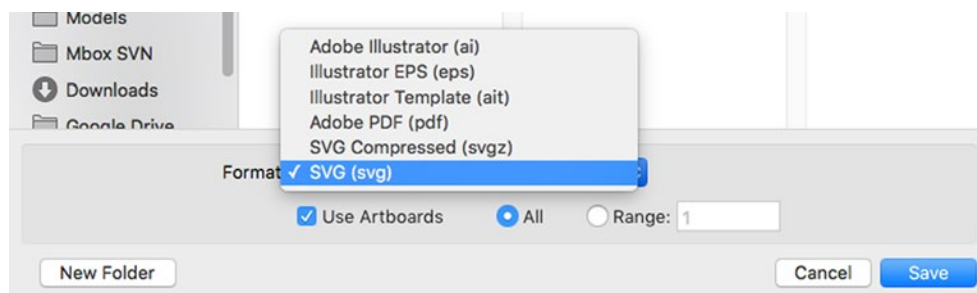 Models
Mbox SVN
Downloads
Google Drive
Adobe Illustrator (ai)
Illustrator EPS (eps)
Illustrator Template (ait)
Adobe PDF (pdf)
SVG Compressed (svgz)
Format ✓ SVG (svg)
Use Artboards All Range: 1
New Folder Cancel Save